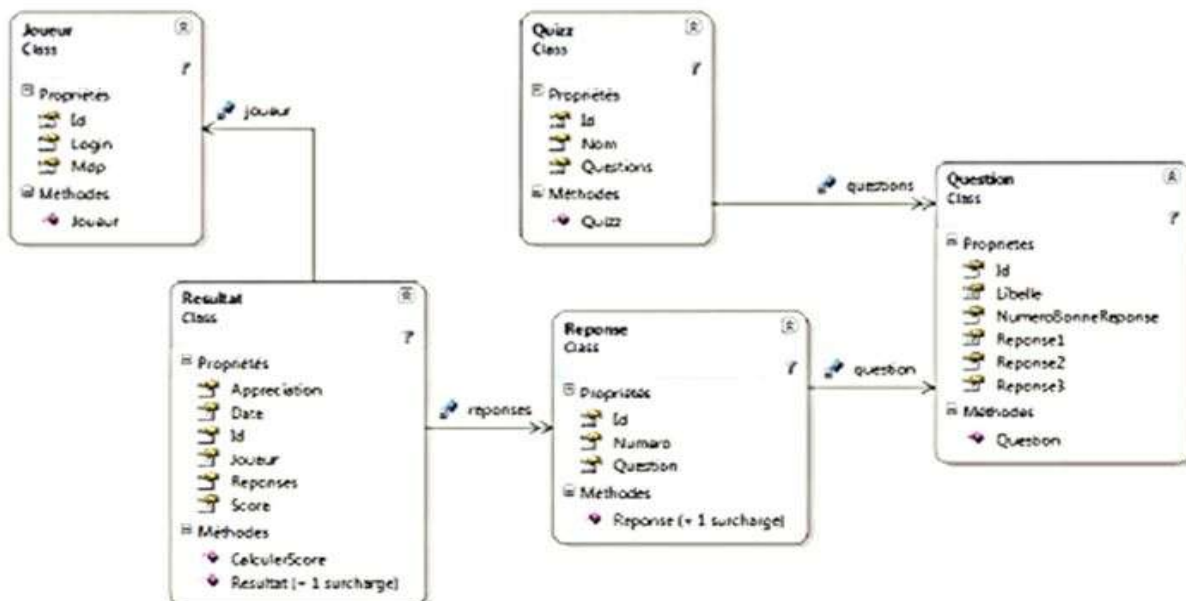 Joueur
Class
Propriétés
Id
Login
Mdp
Méthodes
Joueur
joueur
Quizz
Class
Propriétés
Id
Nom
Questions
Méthodes
Quizz
questions
Question
Class
Propriétés
Id
Libelle
NumeroBonneReponse
Reponse1
Reponse2
Reponse3
Méthodes
Question
Resultat
Class
Propriétés
Appreciation
Date
Id
Joueur
Reponses
Score
Méthodes
CalculerScore
Resultat (+ 1 surcharge)
reponses
Reponse
Class
Propriétés
Id
Numero
Question
Méthodes
Reponse (+ 1 surcharge)
question